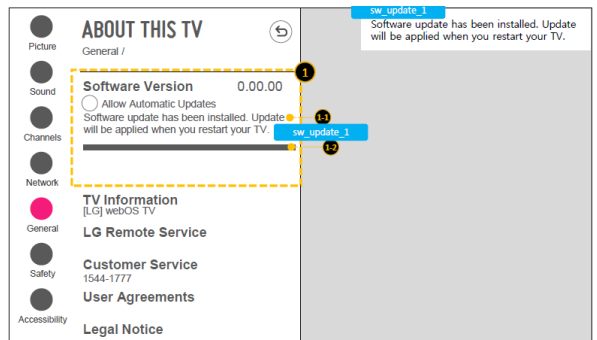 sw_update_1
Software update has been installed. Update
will be applied when you restart your TV.
Picture
Sound
Channels
Network
General
Safety
Accessibility
ABOUT THIS TV
General /
1
Software Version 0.00.00
Allow Automatic Updates
Software update has been installed. Update
will be applied when you restart your TV.
1-1
sw_update_1
1-2
TV Information
[LG] webOS TV
LG Remote Service
Customer Service
1544-1777
User Agreements
Legal Notice